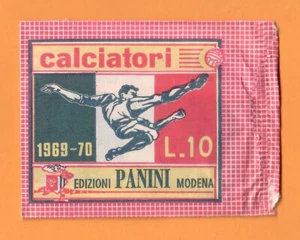 calciatori
1969-70
L.10
EDIZIONI PANINI MODENA